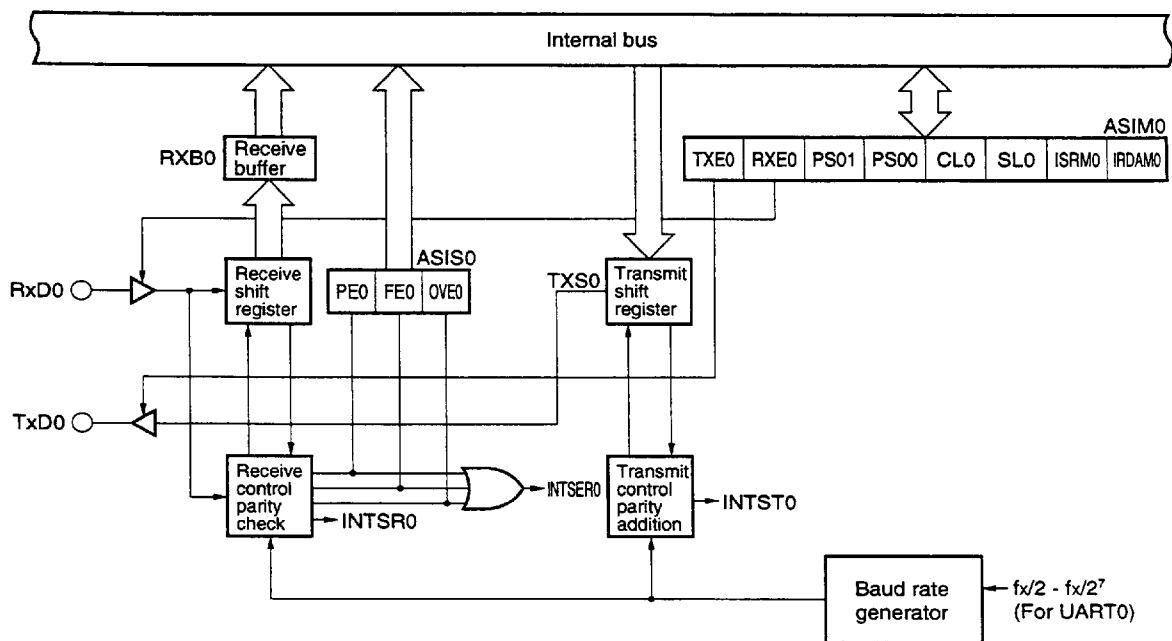 Internal bus
ASIM0
RXB0
Receive
buffer
TXE0 RXE0 PS01 PS00 CL0 SL0 ISRM0 IRDAM0
ASIS0
RxD0
Receive
shift
register
PE0 FE0 OVE0
TXS0
Transmit
shift
register
TxD0
Receive
control
parity
check
INTSER0
INTSR0
Transmit
control
parity
addition
INTST0
Baud rate
generator
fx/2 - fx/2⁷
(For UART0)